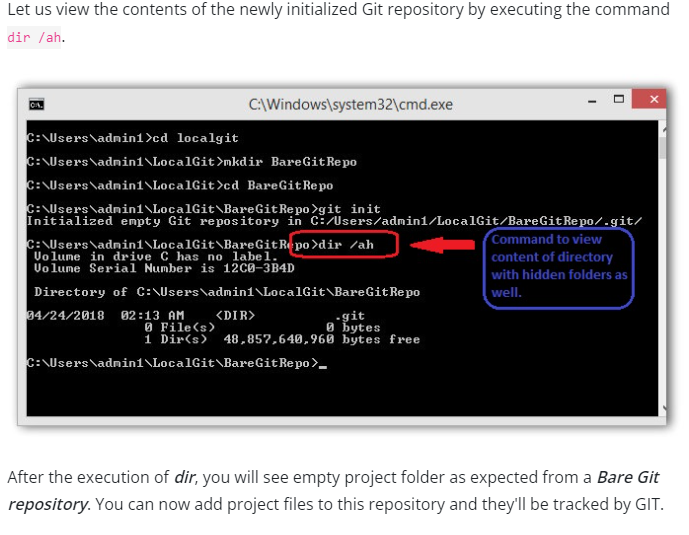 Let us view the contents of the newly initialized Git repository by executing the command
dir /ah.
C:\Windows\system32\cmd.exe
C:\Users\admin1>cd localgit
C:\Users\admin1\LocalGit>mkdir BareGitRepo
C:\Users\admin1\LocalGit>cd BareGitRepo
C:\Users\admin1\LocalGit\BareGitRepo>git init
Initialized empty Git repository in C:/Users/admin1/LocalGit/BareGitRepo/.git/
C:\Users\admin1\LocalGit\BareGitRepo>dir /ah
Volume in drive C has no label.
Volume Serial Number is 12C0-3B4D
Command to view
content of directory
with hidden folders as
well.
Directory of C:\Users\admin1\LocalGit\BareGitRepo
04/24/2018 02:13 AM <DIR> .git
0 File(s) 0 bytes
1 Dir(s) 48,857,640,960 bytes free
C:\Users\admin1\LocalGit\BareGitRepo>_
After the execution of dir, you will see empty project folder as expected from a Bare Git
repository. You can now add project files to this repository and they'll be tracked by GIT.